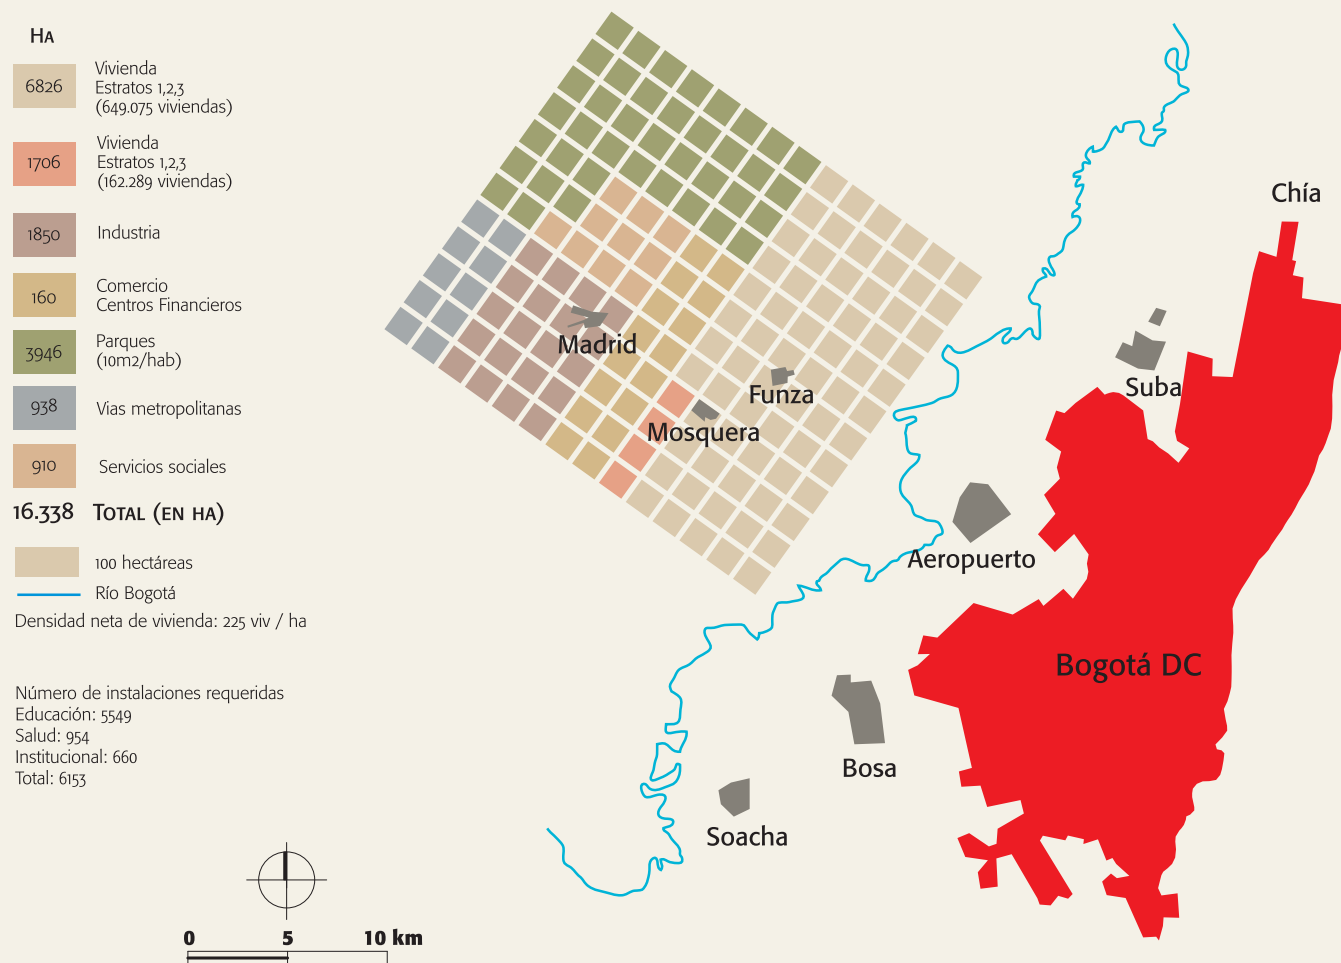 HA
6826
Vivienda
Estratos 1,2,3
(649.075 viviendas)
1706
Vivienda
Estratos 1,2,3
(162.289 viviendas)
1850
Industria
160
Comercio
Centros Financieros
3946
Parques
(10m2/hab)
938
Vias metropolitanas
910
Servicios sociales
16.338 TOTAL (EN HA)
100 hectáreas
Río Bogotá
Densidad neta de vivienda: 225 viv / ha
Número de instalaciones requeridas
Educación: 5549
Salud: 954
Institucional: 660
Total: 6153
0 5 10 km
Madrid
Funza
Mosquera
Chía
Suba
Aeropuerto
Bogotá DC
Bosa
Soacha